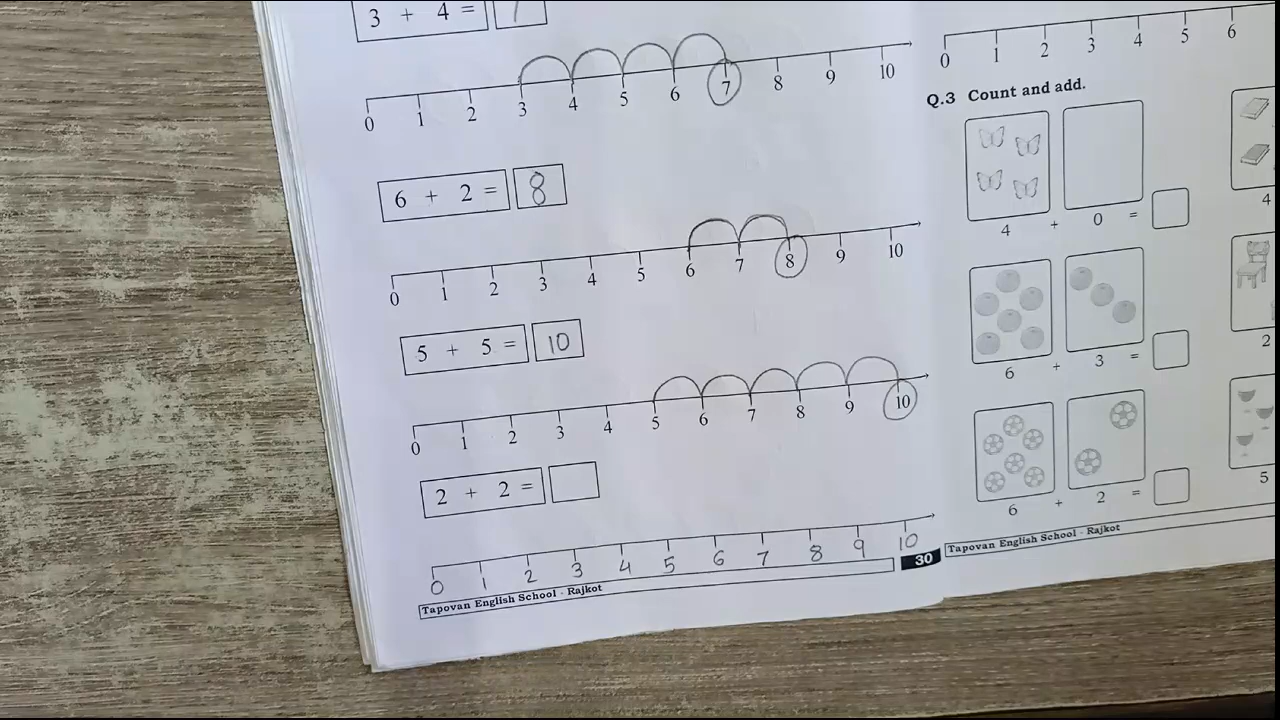 3 + 4 = 7
0 1 2 3 4 5 6 7 8 9 10
6 + 2 = 8
0 1 2 3 4 5 6 7 8 9 10
5 + 5 = 10
0 1 2 3 4 5 6 7 8 9 10
2 + 2 =
0 1 2 3 4 5 6 7 8 9 10
Tapovan English School - Rajkot
30
0 1 2 3 4 5 6
Q.3 Count and add.
4 + 0 =
4
6 + 3 =
2
6 + 2 =
5
Tapovan English School - Rajkot